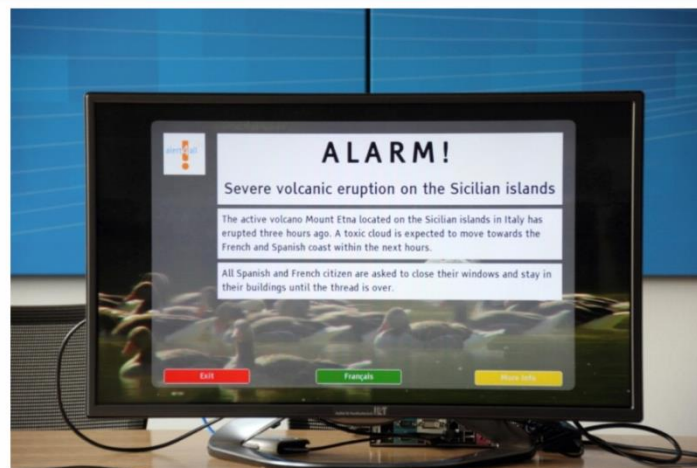 alert4all
ALARM!
Severe volcanic eruption on the Sicilian islands
The active volcano Mount Etna located on the Sicilian islands in Italy has
erupted three hours ago. A toxic cloud is expected to move towards the
French and Spanish coast within the next hours.
All Spanish and French citizen are asked to close their windows and stay in
their buildings until the thread is over.
Exit
Français
More Info
IRT